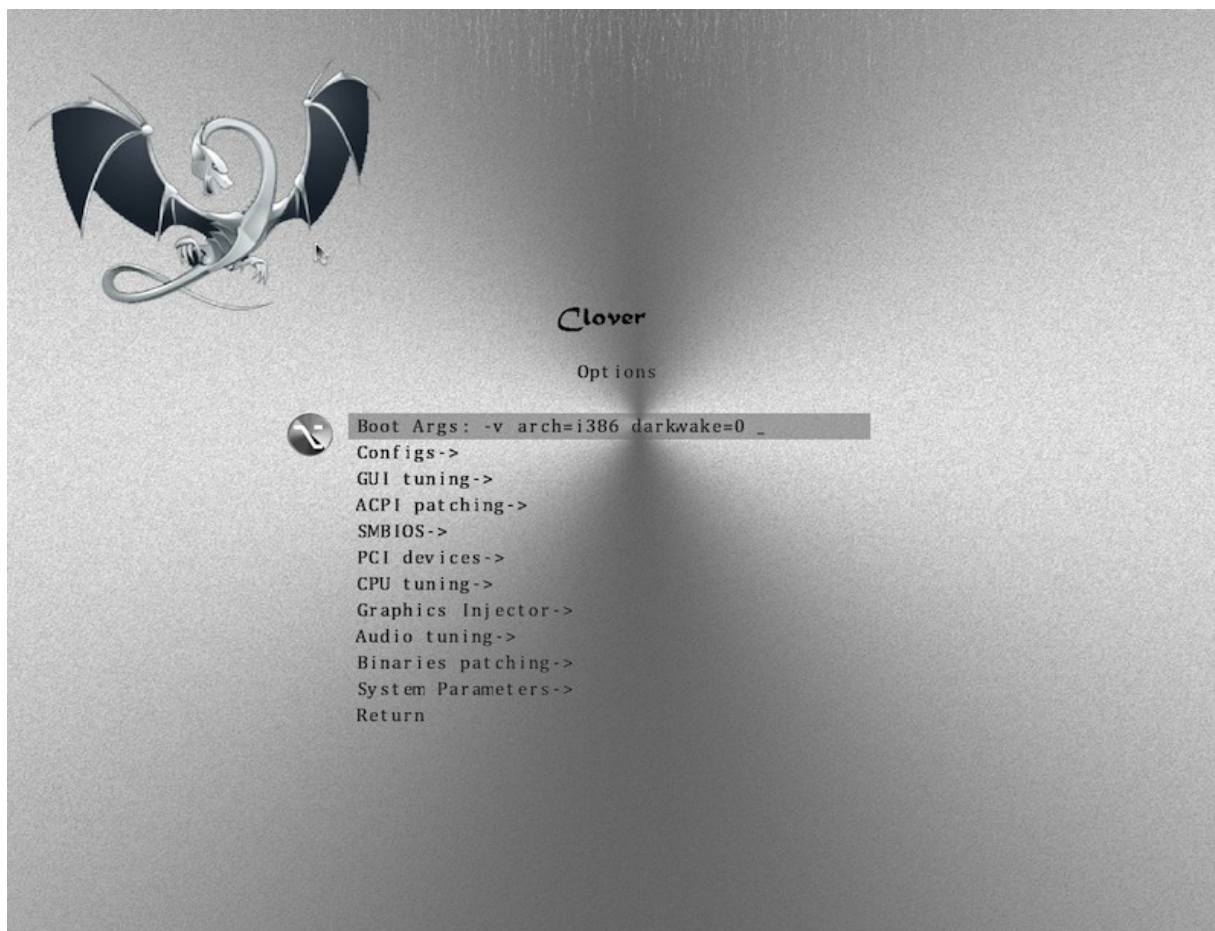 Clover
Options
Boot Args: -v arch=i386 darkwake=0 _
Configs->
GUI tuning->
ACPI patching->
SMBIOS->
PCI devices->
CPU tuning->
Graphics Injector->
Audio tuning->
Binaries patching->
System Parameters->
Return